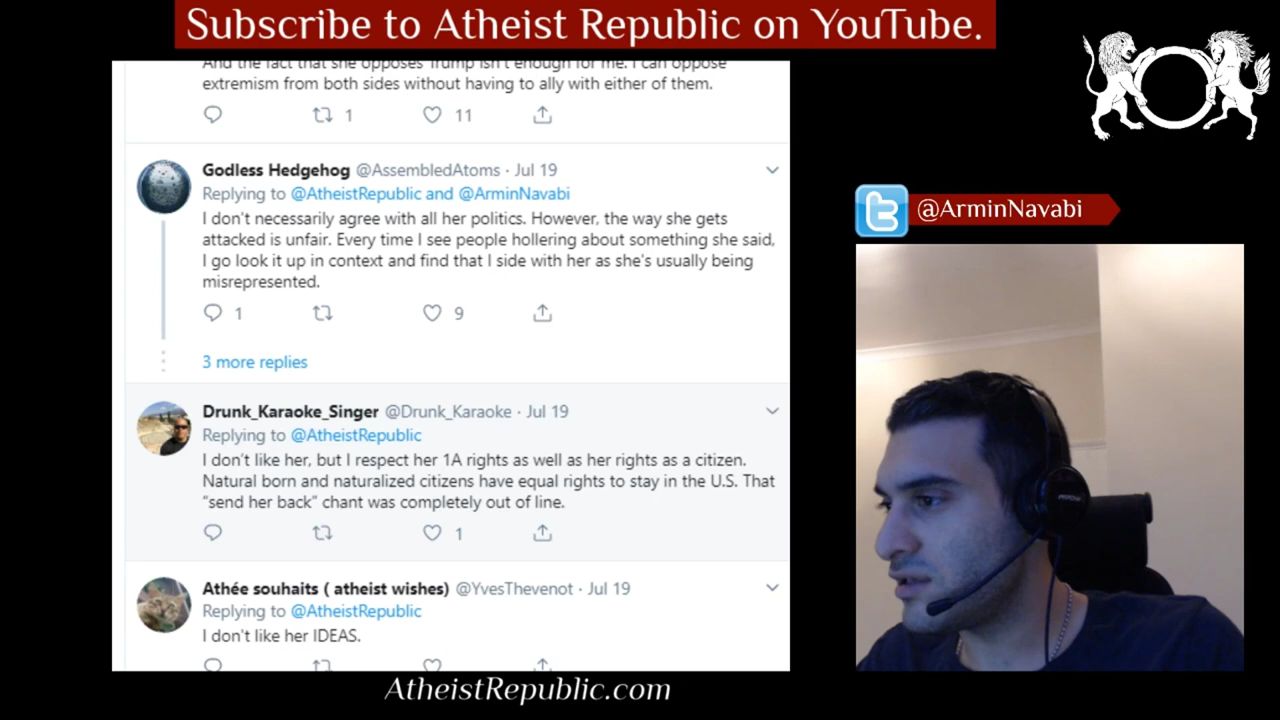 Subscribe to Atheist Republic on YouTube.
And the fact that she opposes Trump isn't enough for me. I can oppose
extremism from both sides without having to ally with either of them.
1 11
Godless Hedgehog @AssembledAtoms · Jul 19
Replying to @AtheistRepublic and @ArminNavabi
I don't necessarily agree with all her politics. However, the way she gets
attacked is unfair. Every time I see people hollering about something she said,
I go look it up in context and find that I side with her as she's usually being
misrepresented.
1 9
3 more replies
Drunk_Karaoke_Singer @Drunk_Karaoke · Jul 19
Replying to @AtheistRepublic
I don't like her, but I respect her 1A rights as well as her rights as a citizen.
Natural born and naturalized citizens have equal rights to stay in the U.S. That
“send her back” chant was completely out of line.
1
Athée souhaits ( atheist wishes) @YvesThevenot · Jul 19
Replying to @AtheistRepublic
I don't like her IDEAS.
@ArminNavabi
AtheistRepublic.com